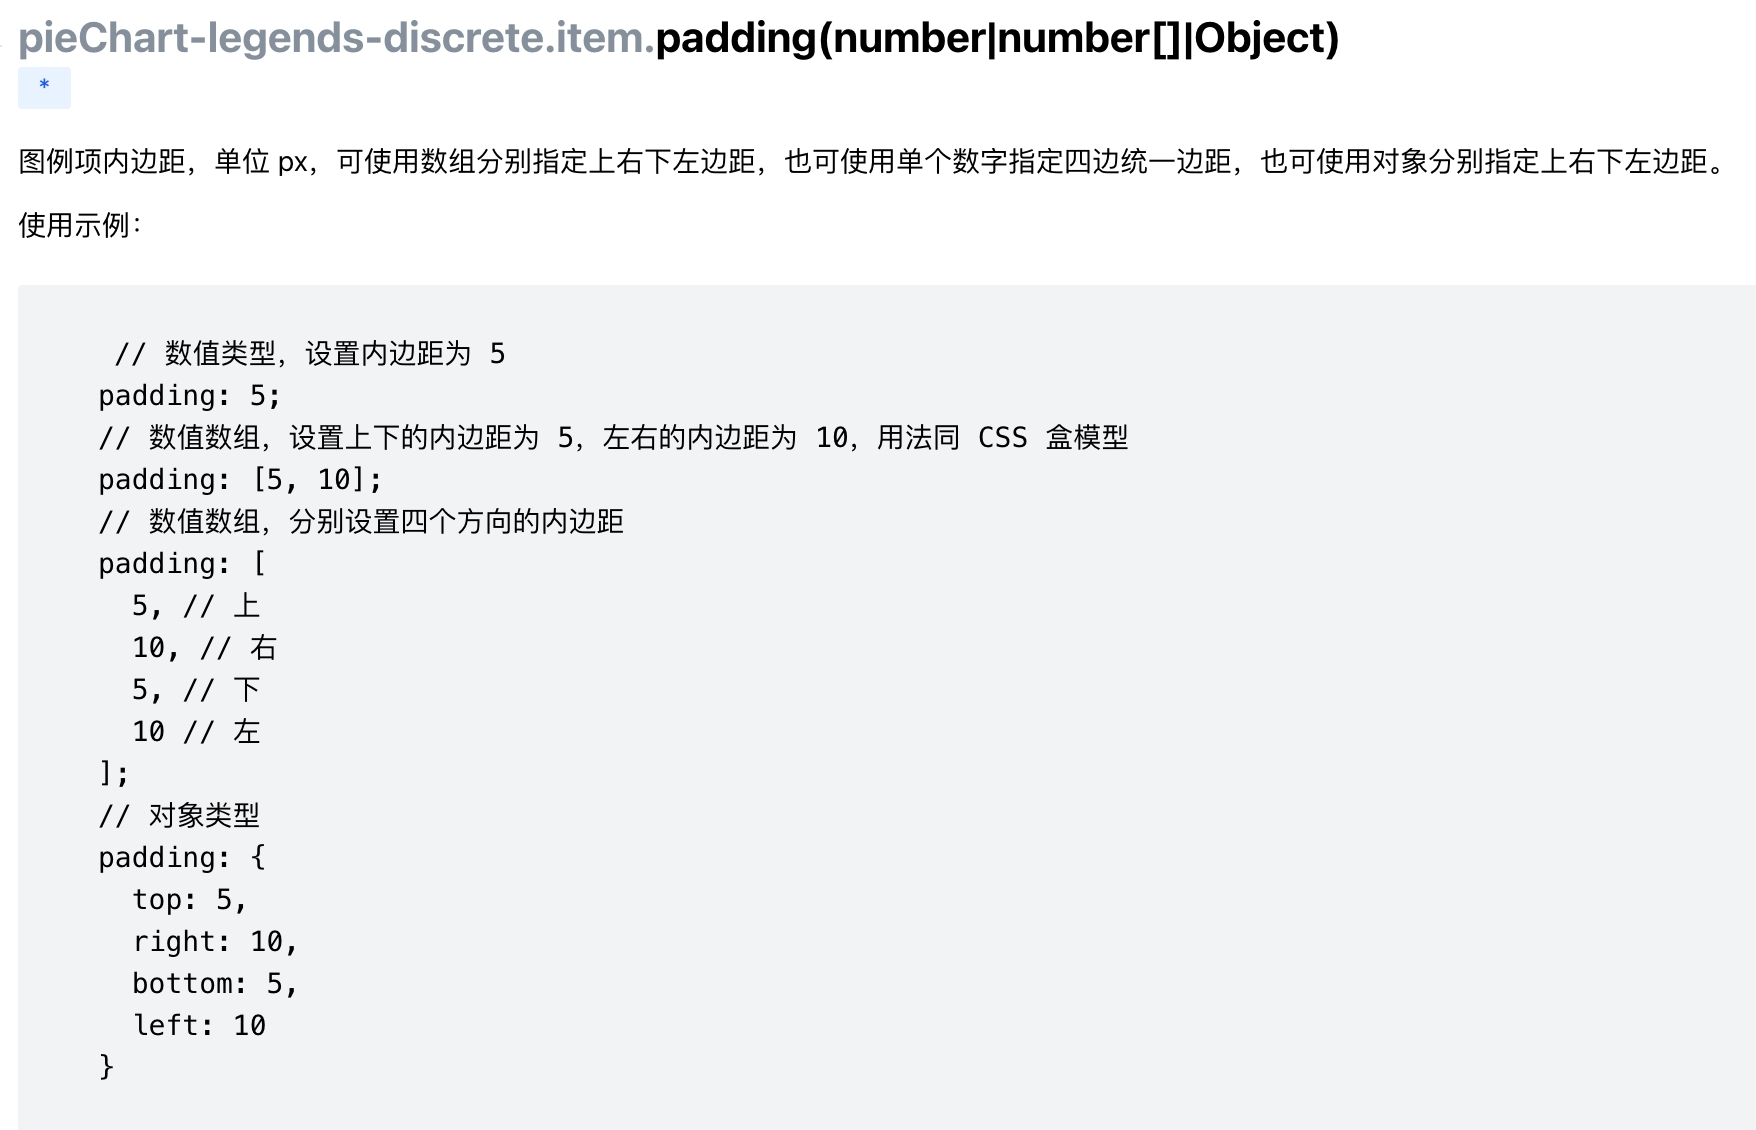 pieChart-legends-discrete.item.padding(number|number[]|Object)
*
图例项内边距，单位 px，可使用数组分别指定上右下左边距，也可使用单个数字指定四边统一边距，也可使用对象分别指定上右下左边距。
使用示例：
// 数值类型，设置内边距为 5
padding: 5;
// 数值数组，设置上下的内边距为 5，左右的内边距为 10，用法同 CSS 盒模型
padding: [5, 10];
// 数值数组，分别设置四个方向的内边距
padding: [
5, // 上
10, // 右
5, // 下
10 // 左
];
// 对象类型
padding: {
top: 5,
right: 10,
bottom: 5,
left: 10
}